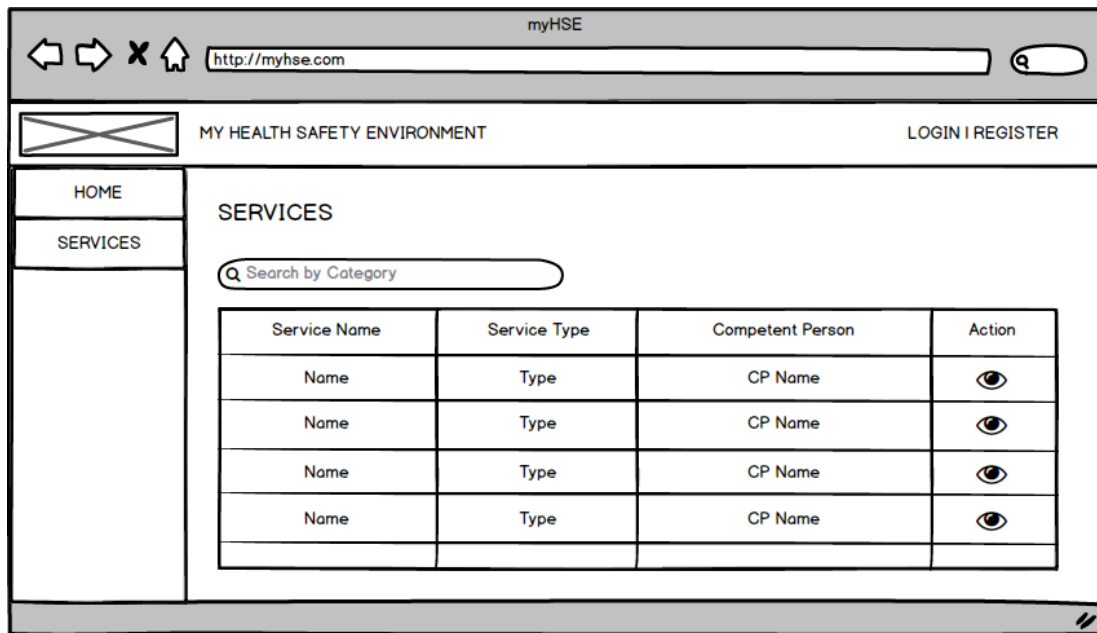 myHSE
http://myhse.com
MY HEALTH SAFETY ENVIRONMENT
LOGIN | REGISTER
HOME
SERVICES
SERVICES
Search by Category
Service Name Service Type Competent Person Action
Name Type CP Name
Name Type CP Name
Name Type CP Name
Name Type CP Name